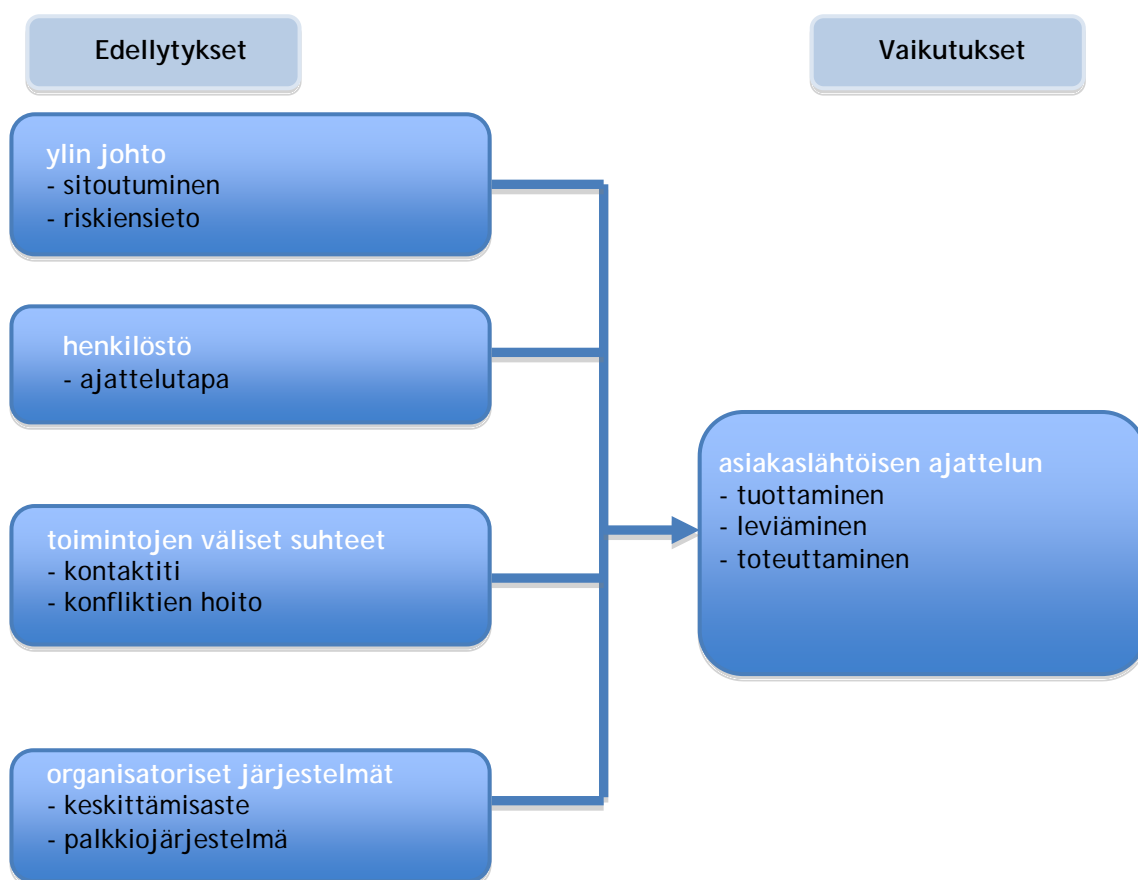 Edellytykset
Vaikutukset
ylin johto
- sitoutuminen
- riskiensieto
henkilöstö
- ajattelutapa
toimintojen väliset suhteet
- kontaktiti
- konfliktien hoito
organisatoriset järjestelmät
- keskittämisaste
- palkkiojärjestelmä
asiakaslähtöisen ajattelun
- tuottaminen
- leviäminen
- toteuttaminen